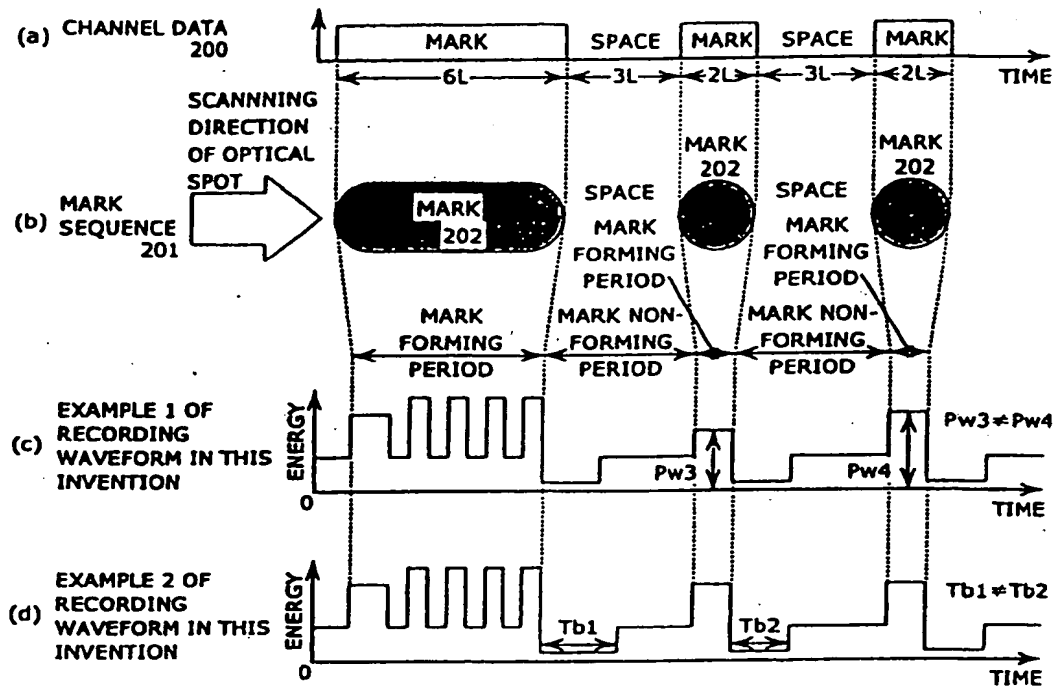 (a) CHANNEL DATA
200
MARK
SPACE
MARK
SPACE
MARK
6L
3L
2L
3L
2L
TIME
SCANNNING
DIRECTION
OF OPTICAL
SPOT
(b) MARK
SEQUENCE
201
MARK
202
SPACE
MARK
202
SPACE
MARK
202
MARK
FORMING
PERIOD
MARK
FORMING
PERIOD
MARK
FORMING
PERIOD
MARK NON-
FORMING
PERIOD
MARK NON-
FORMING
PERIOD
(c) EXAMPLE 1 OF
RECORDING
WAVEFORM IN THIS
INVENTION
ENERGY
0
Pw3
Pw4
Pw3≠Pw4
TIME
(d) EXAMPLE 2 OF
RECORDING
WAVEFORM IN THIS
INVENTION
ENERGY
0
Tb1
Tb2
Tb1≠Tb2
TIME